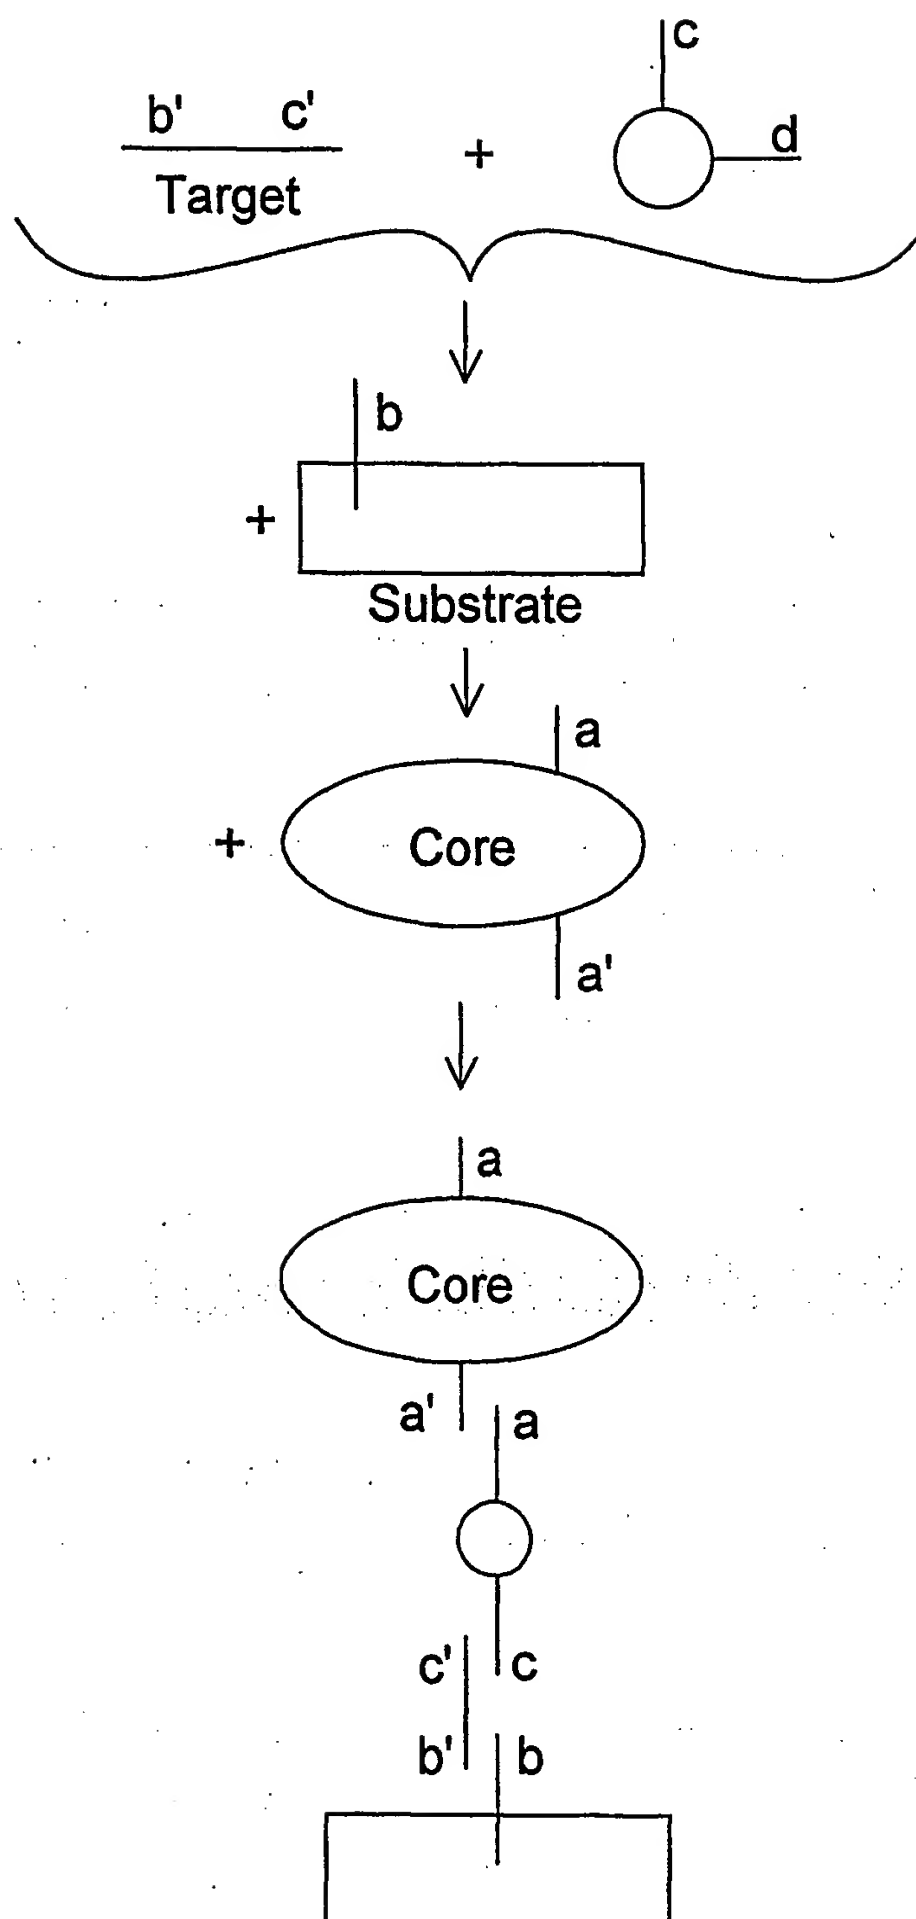 c
b' c' + d
Target
b
+
Substrate
a
+ Core
a'
a
Core
a' a
c' c
b' b